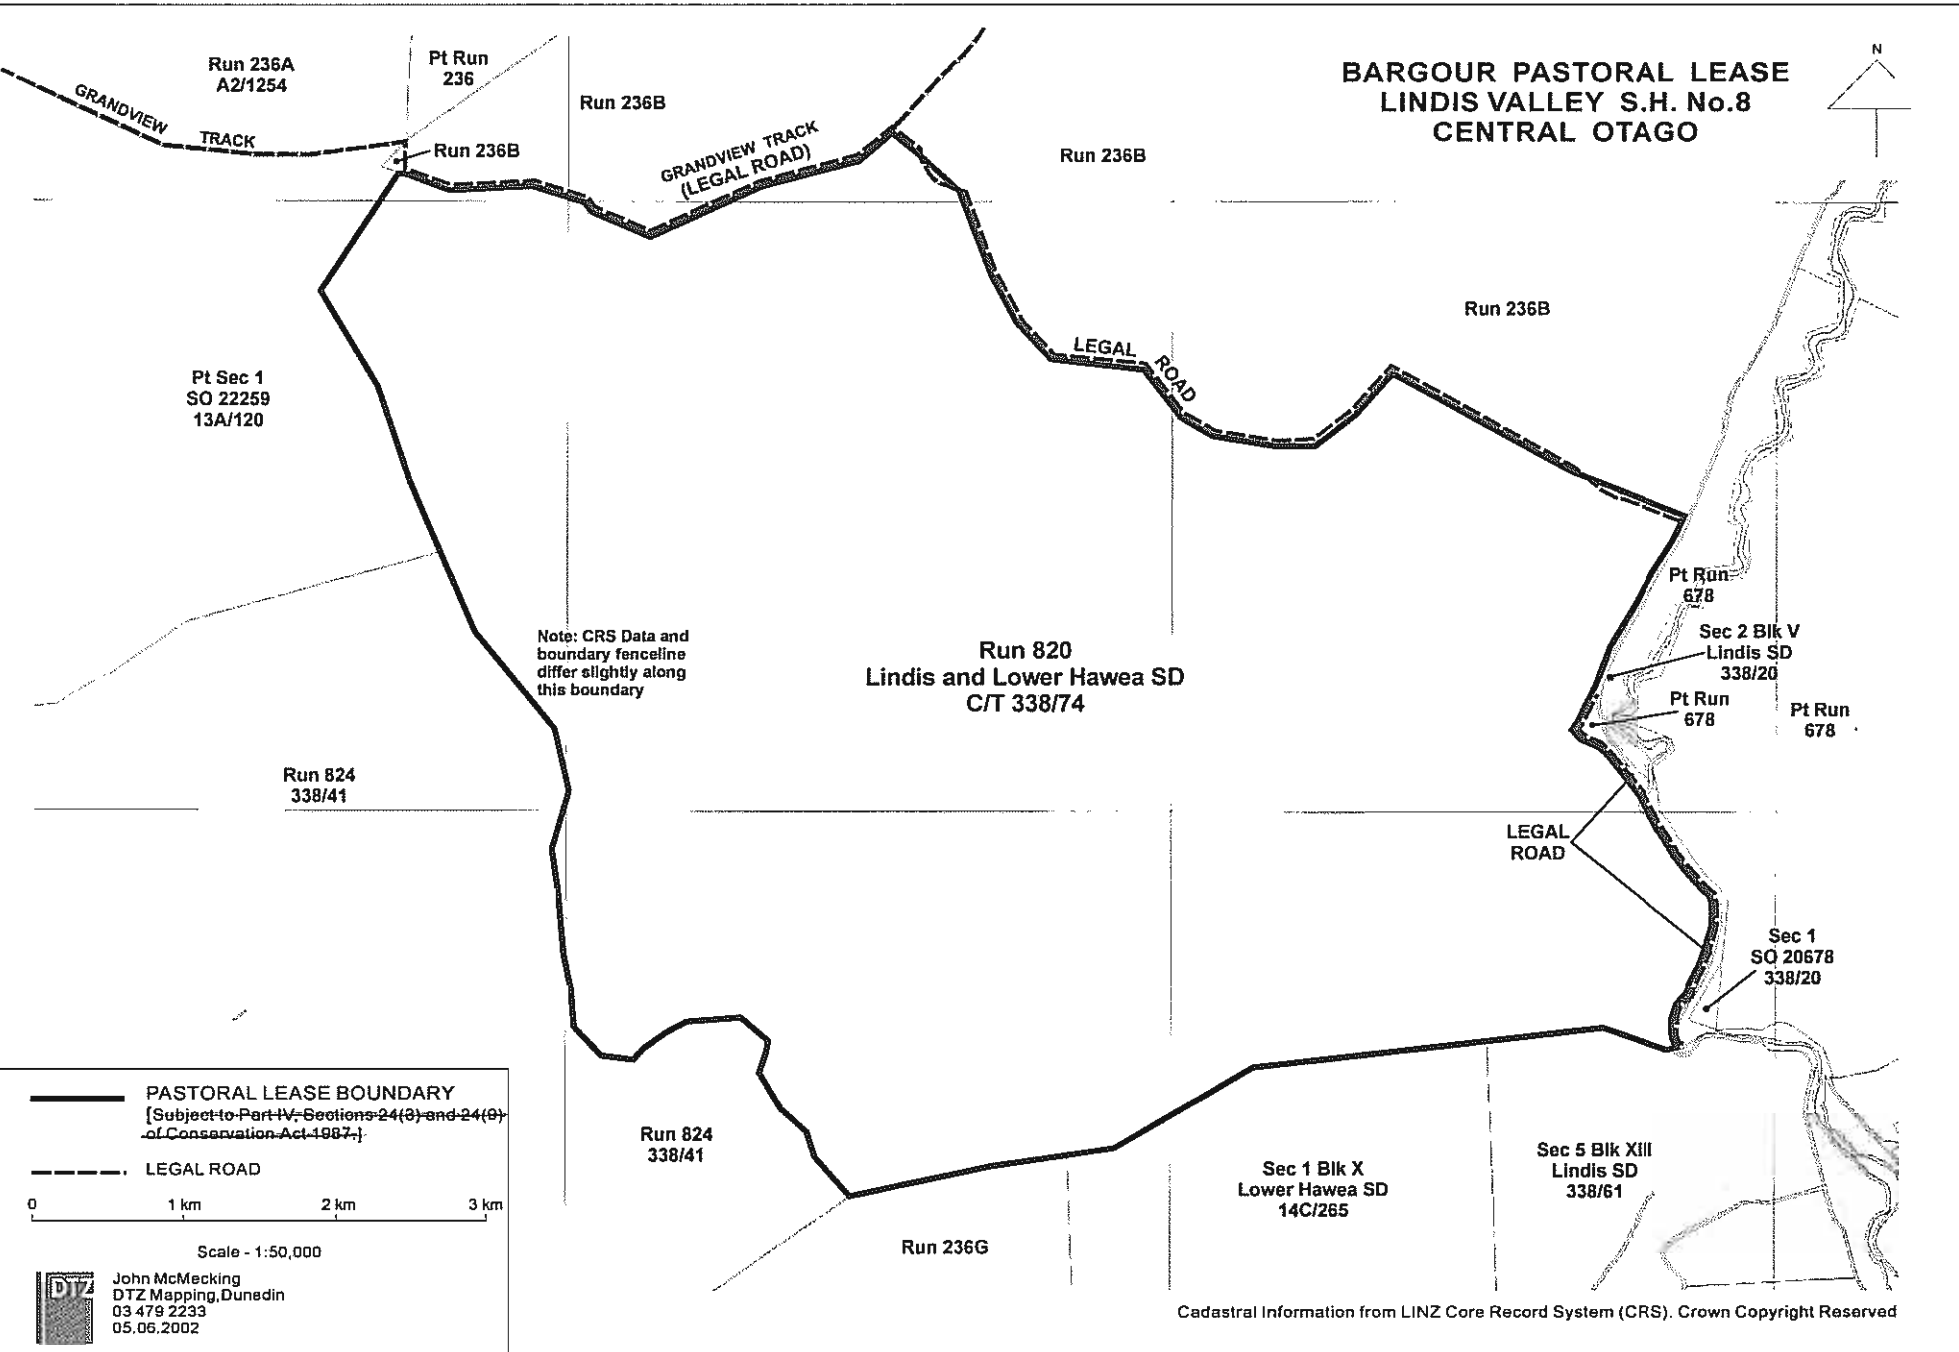 BARGOUR PASTORAL LEASE
LINDIS VALLEY S.H. No.8
CENTRAL OTAGO
N
Run 236A
A2/1254
Pt Run
236
Run 236B
GRANDVIEW TRACK
Run 236B
GRANDVIEW TRACK
(LEGAL ROAD)
Run 236B
Run 236B
LEGAL ROAD
Pt Sec 1
SO 22259
13A/120
Pt Run
678
Sec 2 Blk V
Lindis SD
338/20
Pt Run
678
Pt Run
678
Note: CRS Data and
boundary fenceline
differ slightly along
this boundary
Run 820
Lindis and Lower Hawea SD
C/T 338/74
Run 824
338/41
LEGAL
ROAD
Sec 1
SO 20678
338/20
Run 824
338/41
Sec 1 Blk X
Lower Hawea SD
14C/265
Sec 5 Blk XIII
Lindis SD
338/61
Run 236G
PASTORAL LEASE BOUNDARY
[Subject to Part IV, Sections 24(3) and 24(9)
of Conservation Act 1987.]
LEGAL ROAD
0 1 km 2 km 3 km
Scale - 1:50,000
DTZ
John McMecking
DTZ Mapping,Dunedin
03 479 2233
05.06.2002
Cadastral Information from LINZ Core Record System (CRS). Crown Copyright Reserved